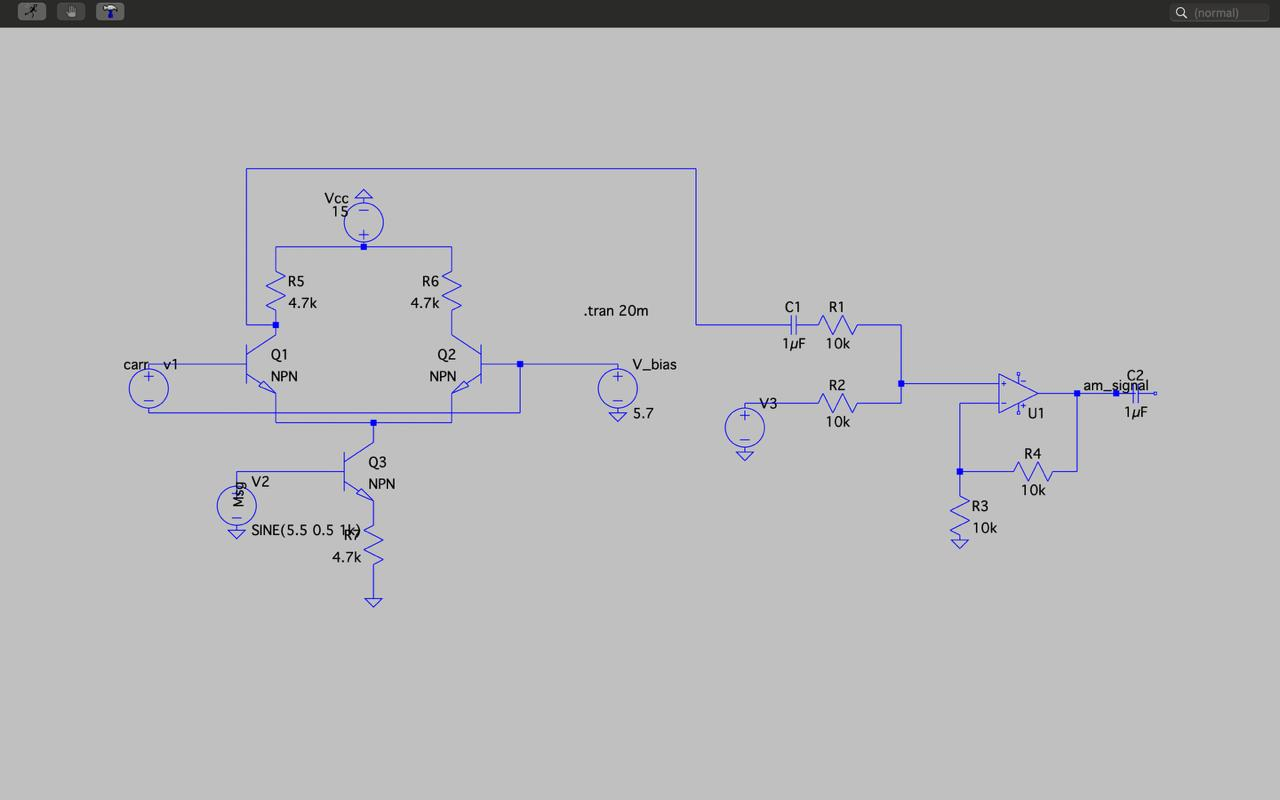 (normal)
Vcc
15
R5
4.7k
R6
4.7k
.tran 20m
C1
1µF
R1
10k
carr
v1
Q1
NPN
Q2
NPN
V_bias
5.7
V3
R2
10k
am_signal
C2
1µF
U1
Q3
NPN
V2
Msg
SINE(5.5 0.5 1k)
R7
4.7k
R4
10k
R3
10k